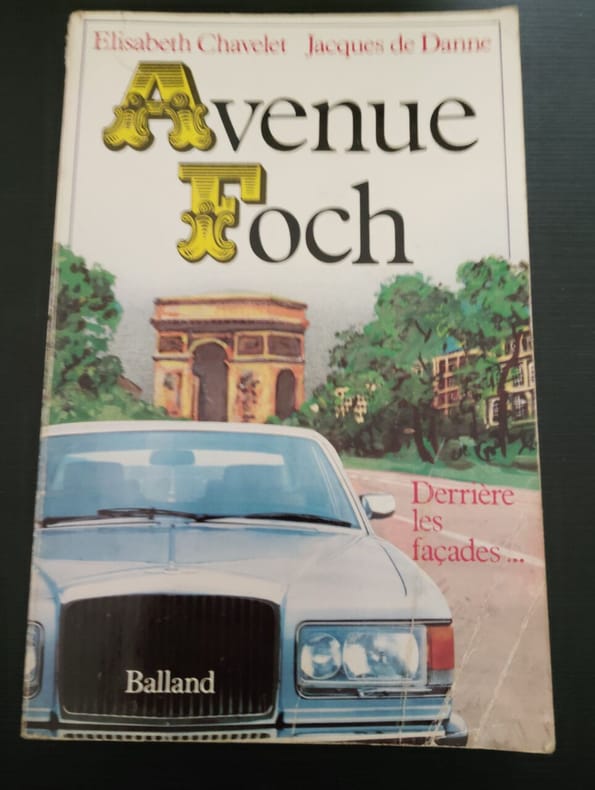 Elisabeth Chavelet Jacques de Danne
Avenue
Foch
Derrière
les
façades...
Balland